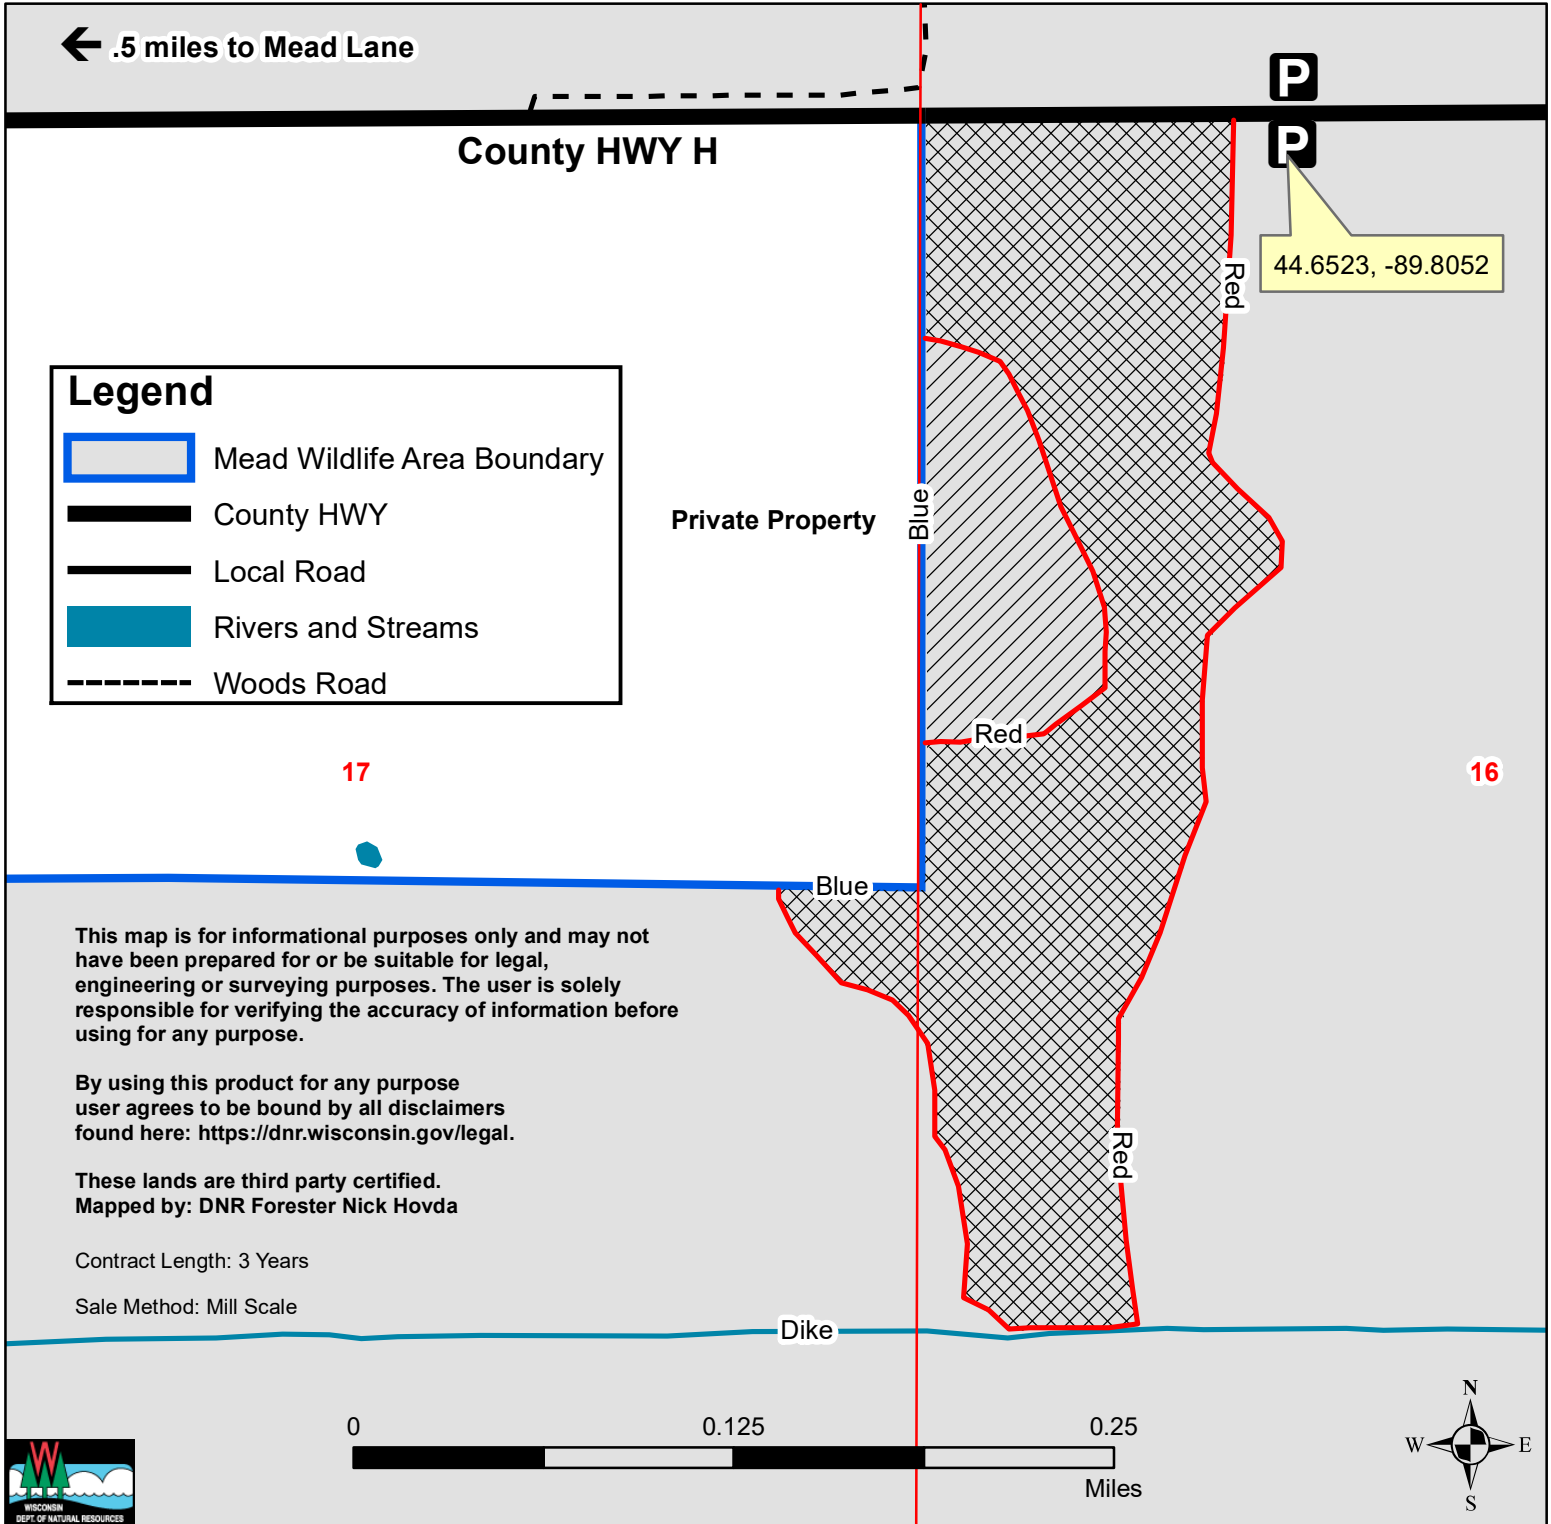 .5 miles to Mead Lane
P
County HWY H
P
44.6523, -89.8052
Red
Legend
Mead Wildlife Area Boundary
County HWY
Local Road
Rivers and Streams
Woods Road
Private Property
Blue
Red
17
16
Blue
This map is for informational purposes only and may not
have been prepared for or be suitable for legal,
engineering or surveying purposes. The user is solely
responsible for verifying the accuracy of information before
using for any purpose.
By using this product for any purpose
user agrees to be bound by all disclaimers
found here: https://dnr.wisconsin.gov/legal.
These lands are third party certified.
Mapped by: DNR Forester Nick Hovda
Contract Length: 3 Years
Sale Method: Mill Scale
Red
Dike
0 0.125 0.25
Miles
N
W E
S
W
WISCONSIN
DEPT. OF NATURAL RESOURCES